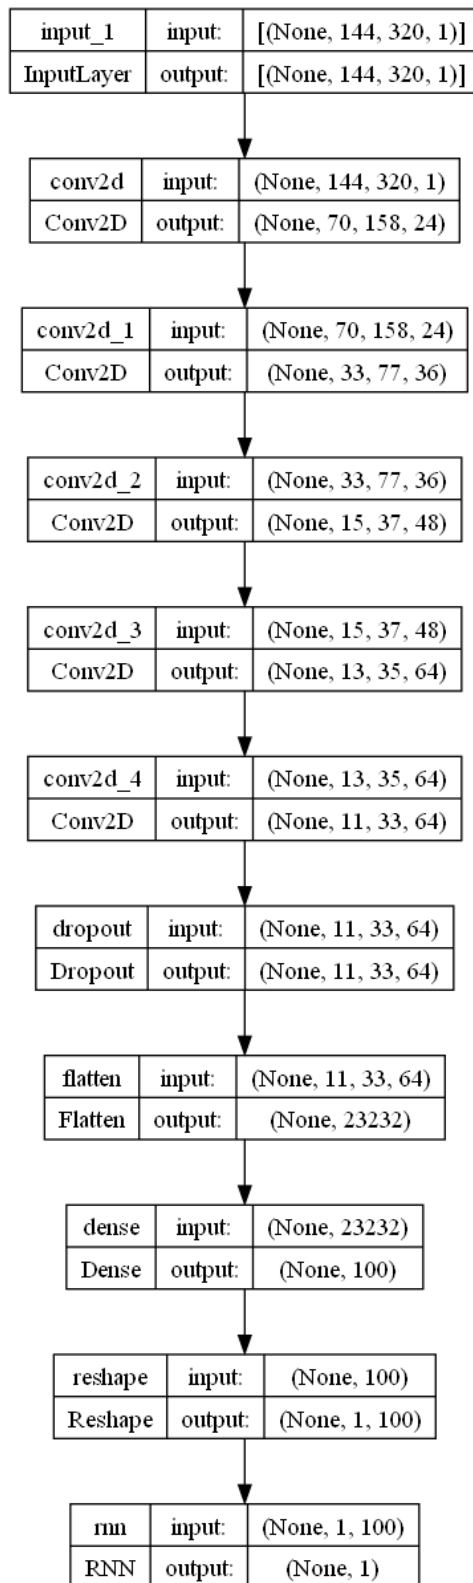 input_1 input: [(None, 144, 320, 1)]
InputLayer output: [(None, 144, 320, 1)]
conv2d input: (None, 144, 320, 1)
Conv2D output: (None, 70, 158, 24)
conv2d_1 input: (None, 70, 158, 24)
Conv2D output: (None, 33, 77, 36)
conv2d_2 input: (None, 33, 77, 36)
Conv2D output: (None, 15, 37, 48)
conv2d_3 input: (None, 15, 37, 48)
Conv2D output: (None, 13, 35, 64)
conv2d_4 input: (None, 13, 35, 64)
Conv2D output: (None, 11, 33, 64)
dropout input: (None, 11, 33, 64)
Dropout output: (None, 11, 33, 64)
flatten input: (None, 11, 33, 64)
Flatten output: (None, 23232)
dense input: (None, 23232)
Dense output: (None, 100)
reshape input: (None, 100)
Reshape output: (None, 1, 100)
rnn input: (None, 1, 100)
RNN output: (None, 1)